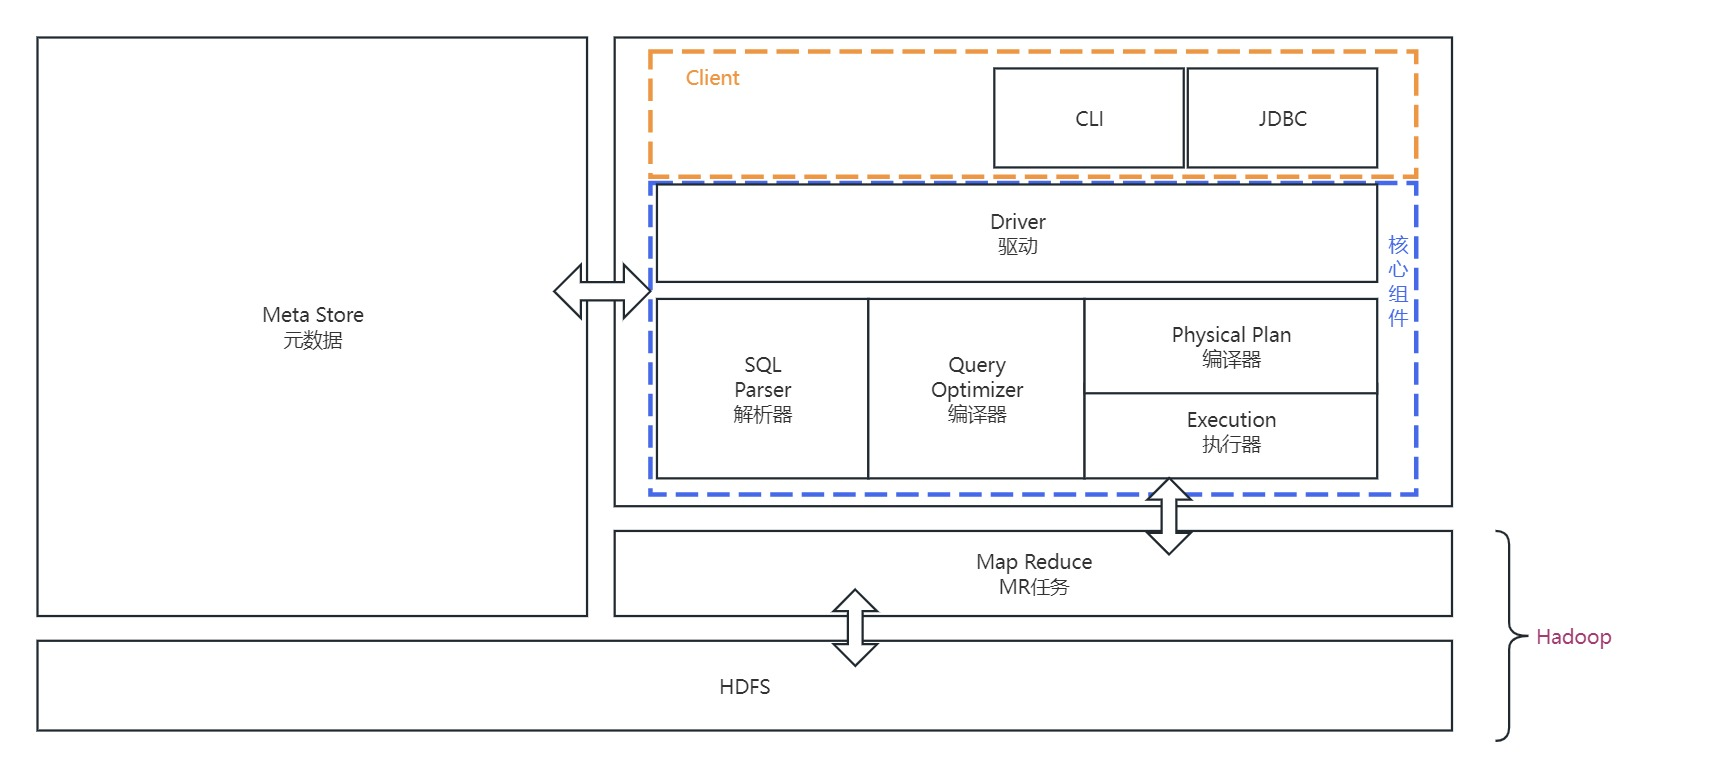 Client
CLI
JDBC
Driver
驱动
核
心
组
件
Meta Store
元数据
SQL
Parser
解析器
Query
Optimizer
编译器
Physical Plan
编译器
Execution
执行器
Map Reduce
MR任务
Hadoop
HDFS